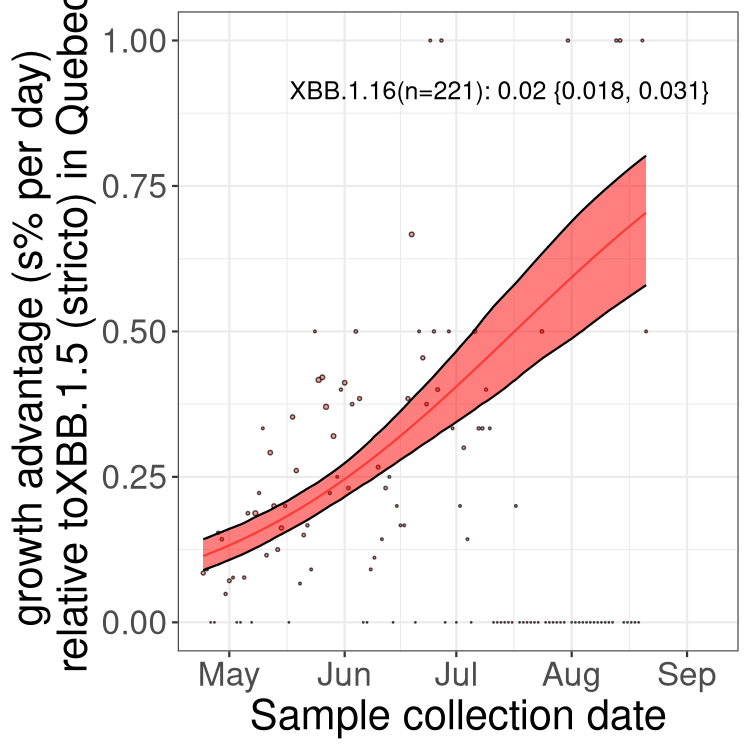 growth advantage (s% per day)
relative toXBB.1.5 (stricto) in Quebec
1.00
0.75
0.50
0.25
0.00
XBB.1.16(n=221): 0.02 {0.018, 0.031}
May Jun Jul Aug Sep
Sample collection date